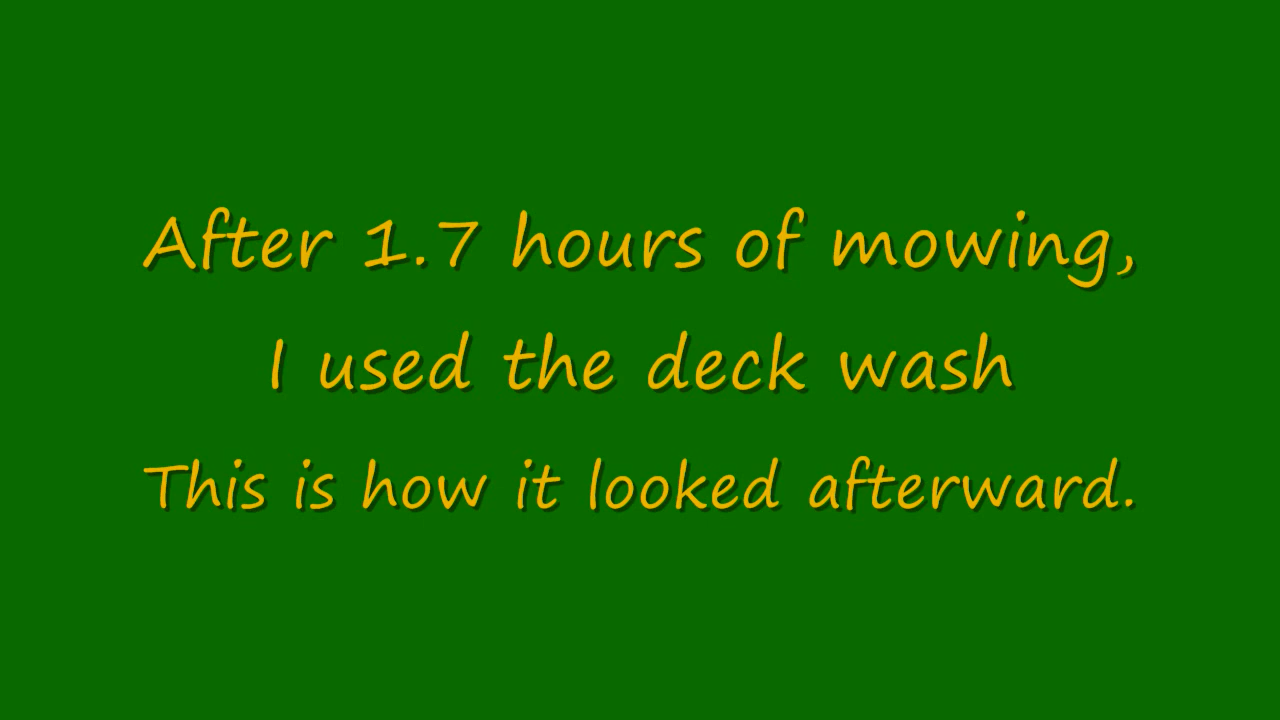 After 1.7 hours of mowing,
I used the deck wash
This is how it looked afterward.